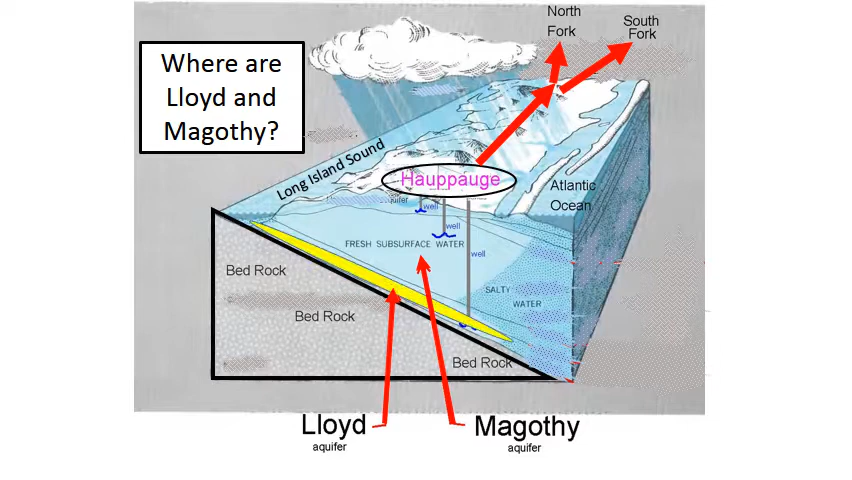 North
Fork
South
Fork
Where are
Lloyd and
Magothy?
Long Island Sound
Hauppauge
Atlantic
Ocean
well
well
FRESH SUBSURFACE WATER
well
Bed Rock
SALTY
WATER
Bed Rock
Bed Rock
Lloyd
aquifer
Magothy
aquifer